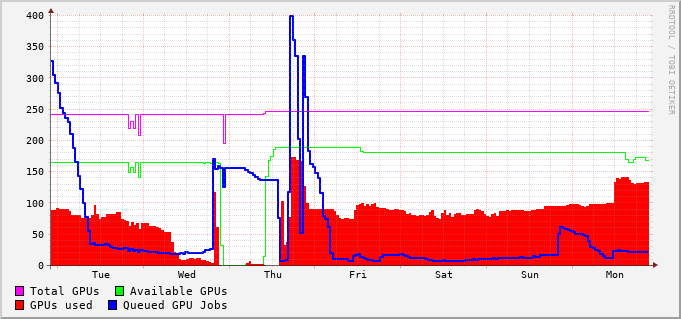 400
350
300
250
200
150
100
50
0
Tue Wed Thu Fri Sat Sun Mon
Total GPUs Available GPUs
GPUs used Queued GPU Jobs
RRDTOOL / TOBI OETIKER